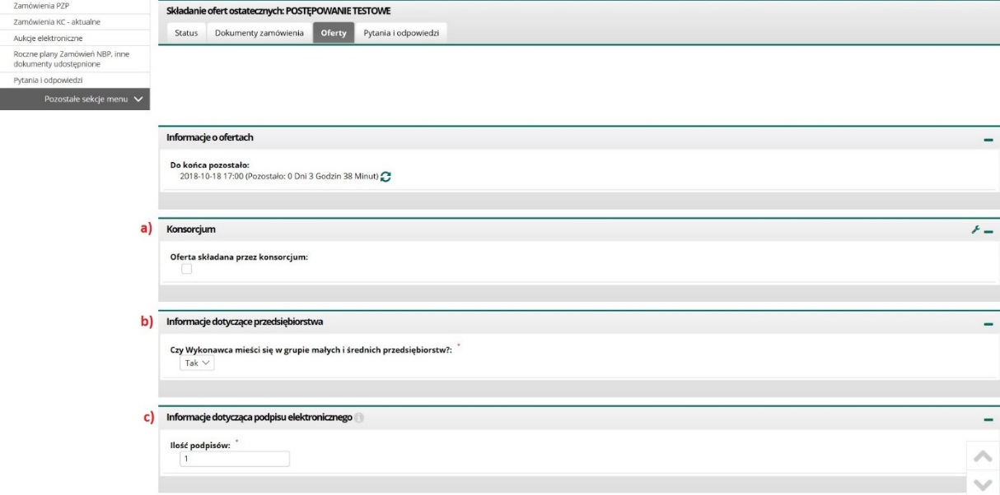 Zamówienia PZP
Zamówienia KC - aktualne
Aukcje elektroniczne
Roczne plany Zamówień NBP, inne
dokumenty udostępnione
Pytania i odpowiedzi
Pozostałe sekcje menu
Składanie ofert ostatecznych: POSTĘPOWANIE TESTOWE
Status Dokumenty zamówienia Oferty Pytania i odpowiedzi
Informacje o ofertach
Do końca pozostało:
2018-10-18 17:00 (Pozostało: 0 Dni 3 Godzin 38 Minut)
a) Konsorcjum
Oferta składana przez konsorcjum:
b) Informacje dotyczące przedsiębiorstwa
Czy Wykonawca mieści się w grupie małych i średnich przedsiębiorstw?: *
Tak
c) Informacje dotycząca podpisu elektronicznego
Ilość podpisów: *
1